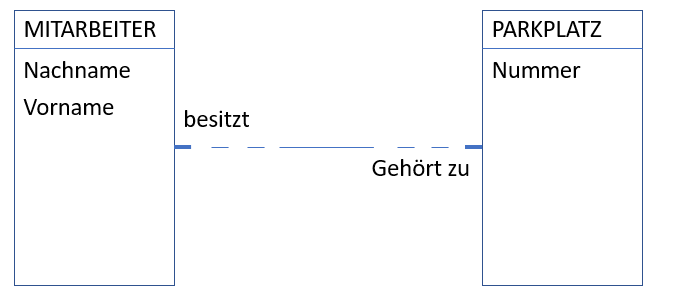 MITARBEITER
Nachname
Vorname
besitzt
Gehört zu
PARKPLATZ
Nummer